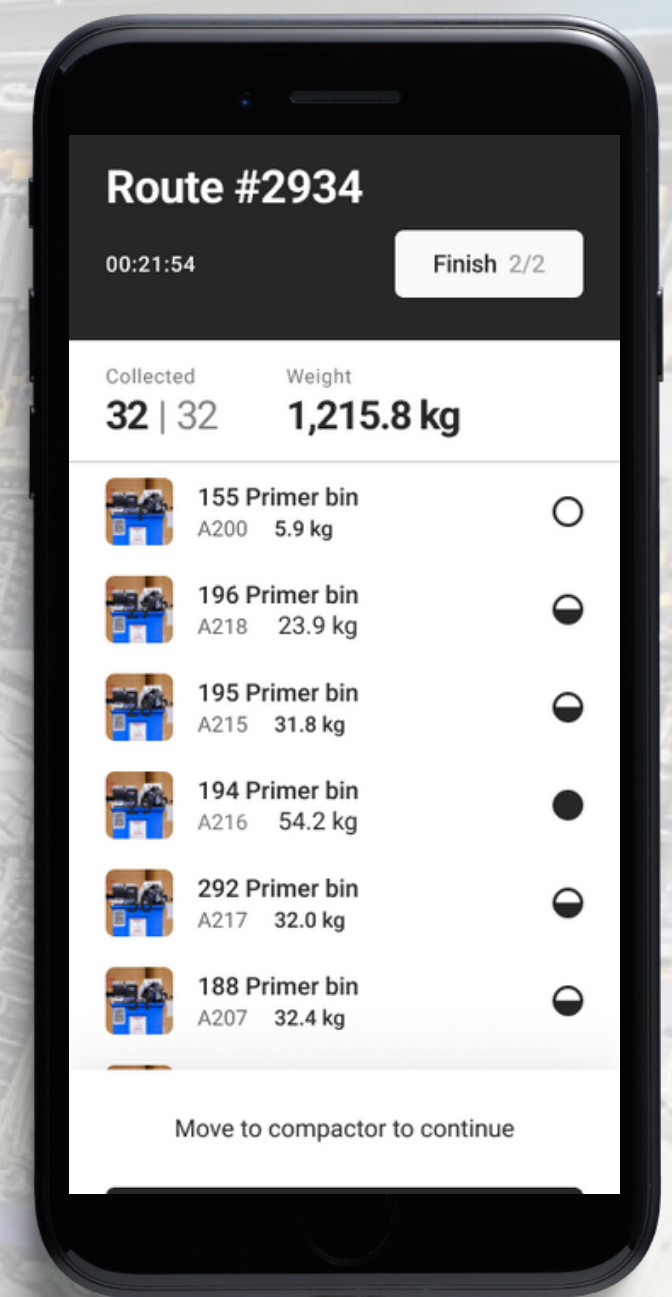 Route #2934
00:21:54
Finish 2/2
Collected Weight
32 | 32 1,215.8 kg
155 Primer bin
A200 5.9 kg
196 Primer bin
A218 23.9 kg
195 Primer bin
A215 31.8 kg
194 Primer bin
A216 54.2 kg
292 Primer bin
A217 32.0 kg
188 Primer bin
A207 32.4 kg
Move to compactor to continue